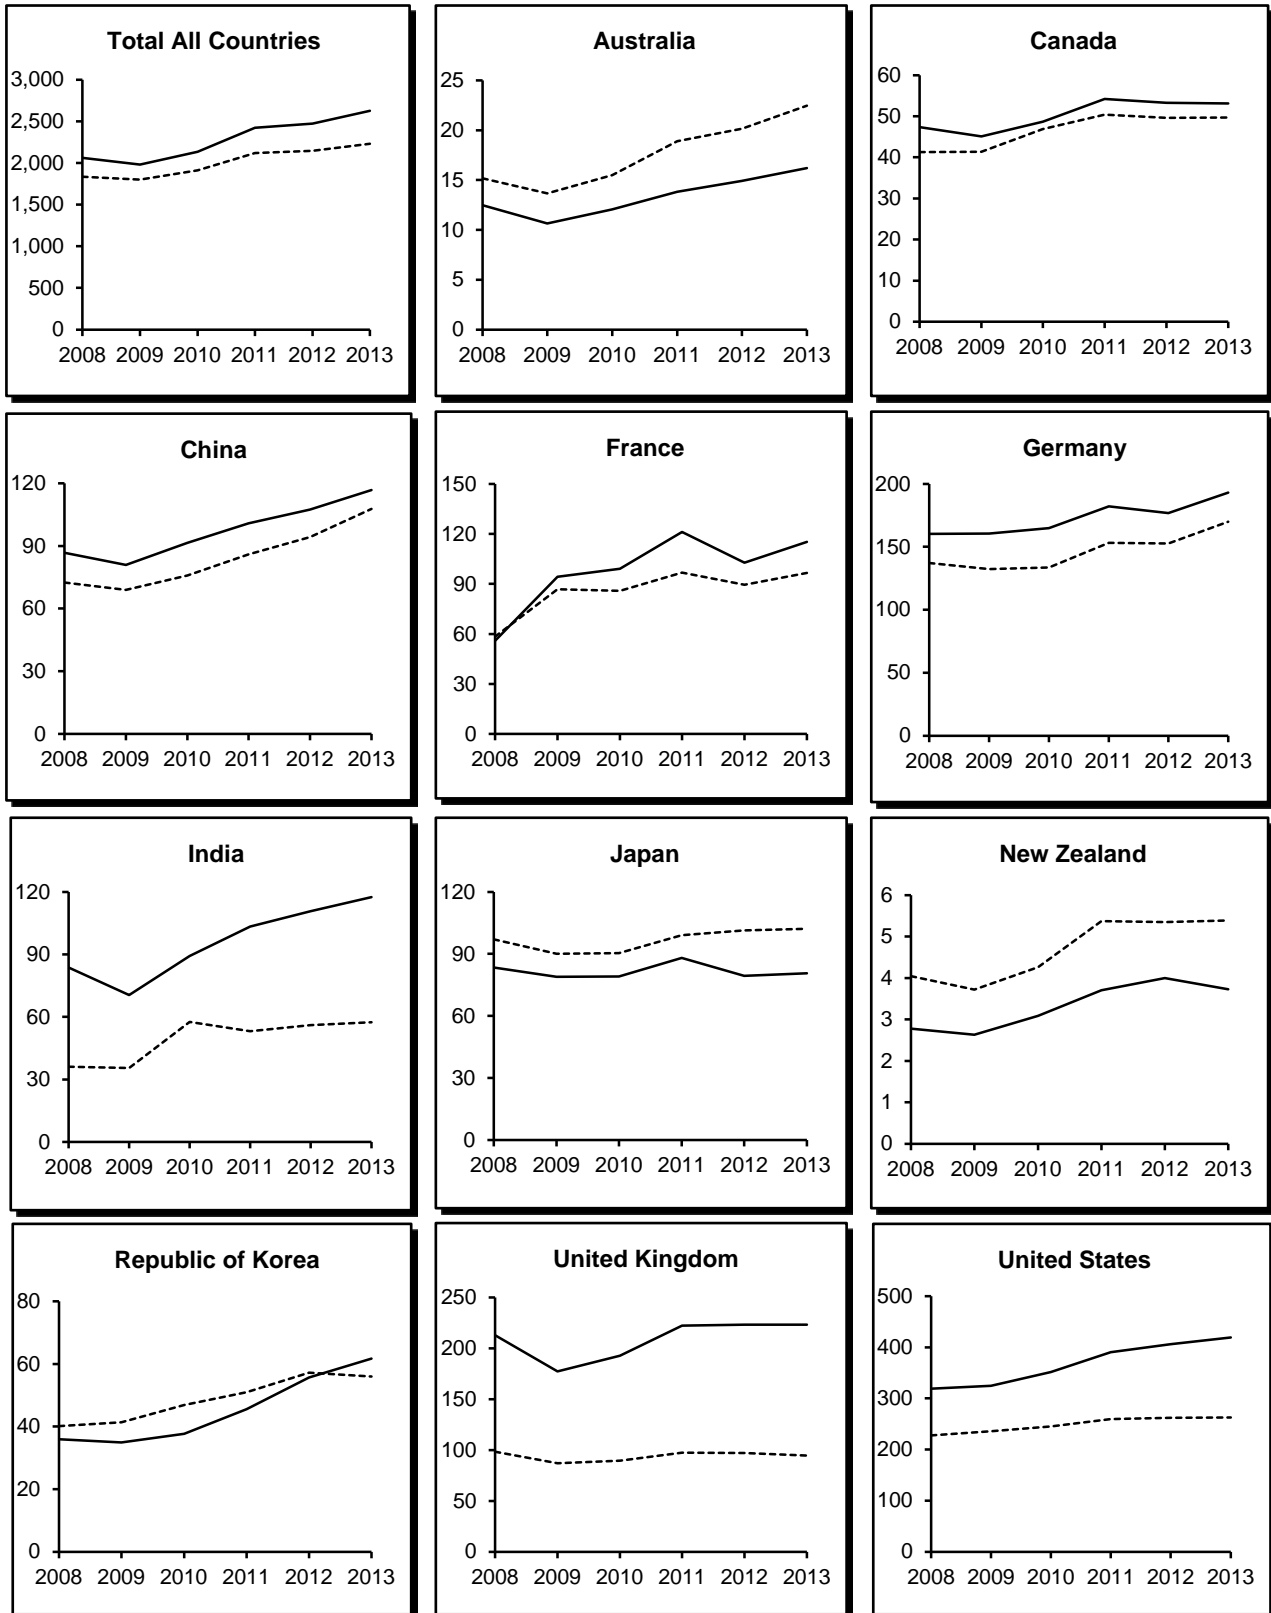 Total All Countries
3,000
2,500
2,000
1,500
1,000
500
0
2008 2009 2010 2011 2012 2013
Australia
25
20
15
10
5
0
2008 2009 2010 2011 2012 2013
Canada
60
50
40
30
20
10
0
2008 2009 2010 2011 2012 2013
China
120
90
60
30
0
2008 2009 2010 2011 2012 2013
France
150
120
90
60
30
0
2008 2009 2010 2011 2012 2013
Germany
200
150
100
50
0
2008 2009 2010 2011 2012 2013
India
120
90
60
30
0
2008 2009 2010 2011 2012 2013
Japan
120
90
60
30
0
2008 2009 2010 2011 2012 2013
New Zealand
6
5
4
3
2
1
0
2008 2009 2010 2011 2012 2013
Republic of Korea
80
60
40
20
0
2008 2009 2010 2011 2012 2013
United Kingdom
250
200
150
100
50
0
2008 2009 2010 2011 2012 2013
United States
500
400
300
200
100
0
2008 2009 2010 2011 2012 2013